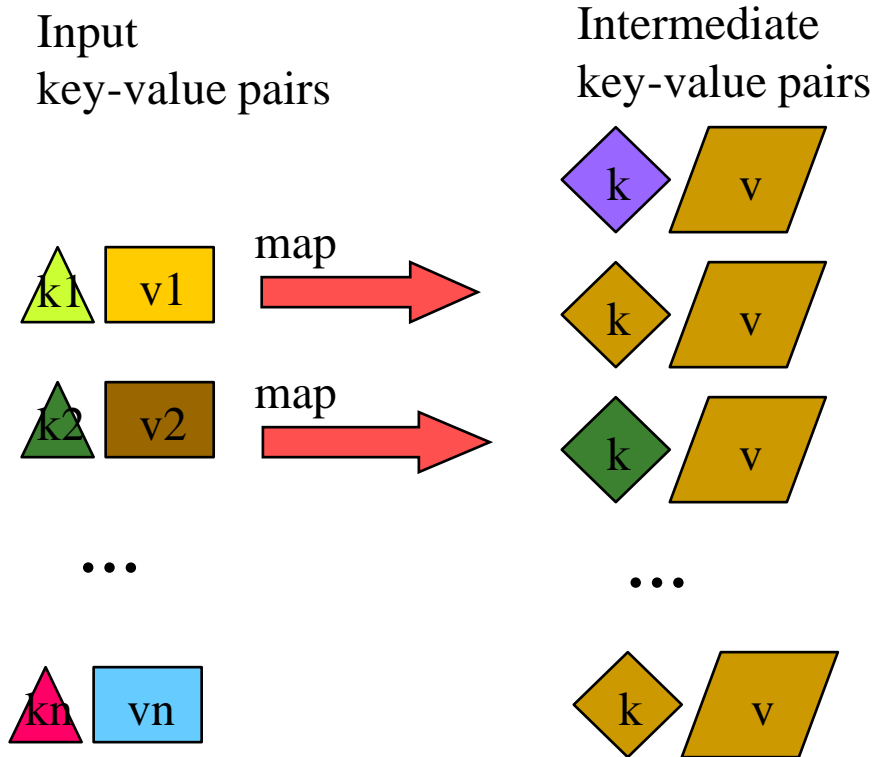 Input
key-value pairs
Intermediate
key-value pairs
k v
k1 v1 map
k v
k2 v2 map
k v
...
...
kn vn
k v